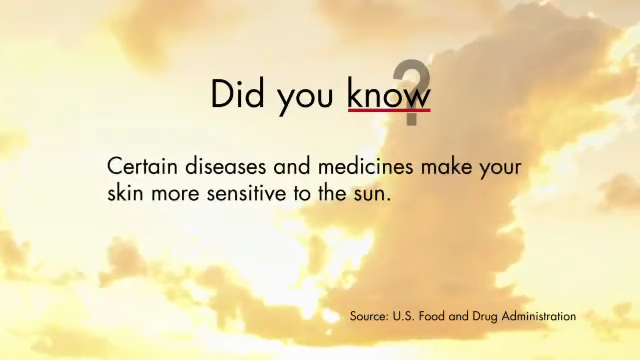 Did you know?
Certain diseases and medicines make your
skin more sensitive to the sun.
Source: U.S. Food and Drug Administration